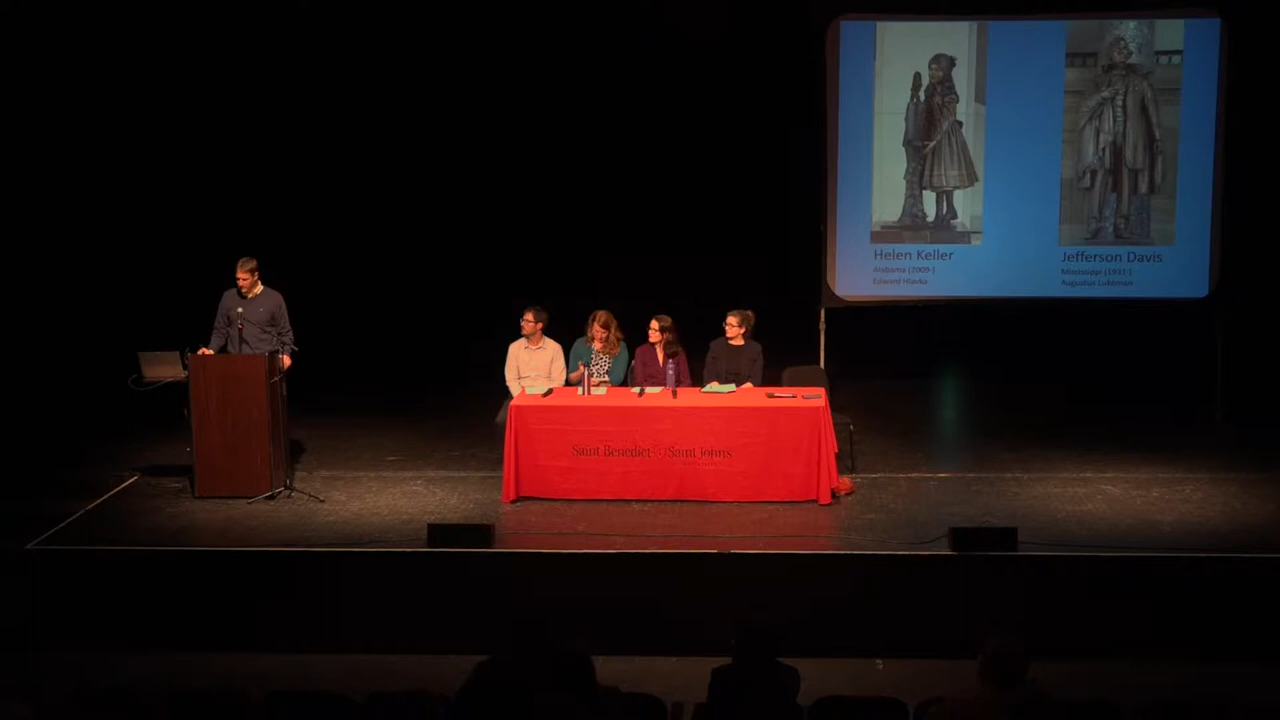 Helen Keller
Alabama (2009-)
Edward Hlavka
Jefferson Davis
Mississippi (1931-)
Augustus Lukeman
Saint Benedict Saint John's